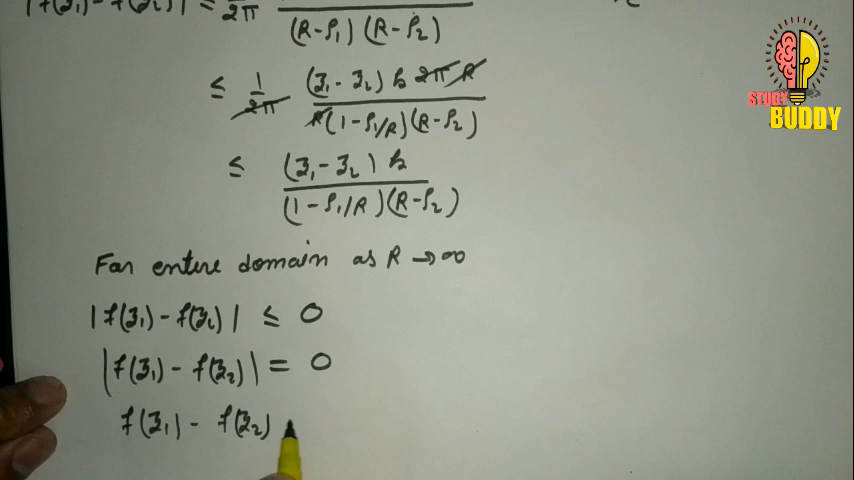 |f(z₁) - f(z₂)| = 1/2π (R-ρ₁)(R-ρ₂)
≤ 1/2π (z₁ - z₂) k 2π R / R(1-ρ₁/R)(R-ρ₂)
≤ (z₁ - z₂) k / (1-ρ₁/R)(R-ρ₂)
For entire domain as R → ∞
|f(z₁) - f(z₂)| ≤ 0
|f(z₁) - f(z₂)| = 0
f(z₁) - f(z₂)
STUDY
BUDDY